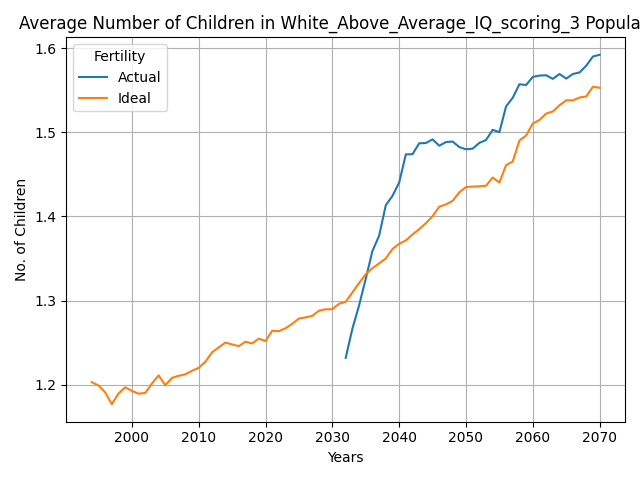 Average Number of Children in White_Above_Average_IQ_scoring_3 Popula
Fertility
Actual
Ideal
No. of Children
1.6
1.5
1.4
1.3
1.2
2000 2010 2020 2030 2040 2050 2060 2070
Years